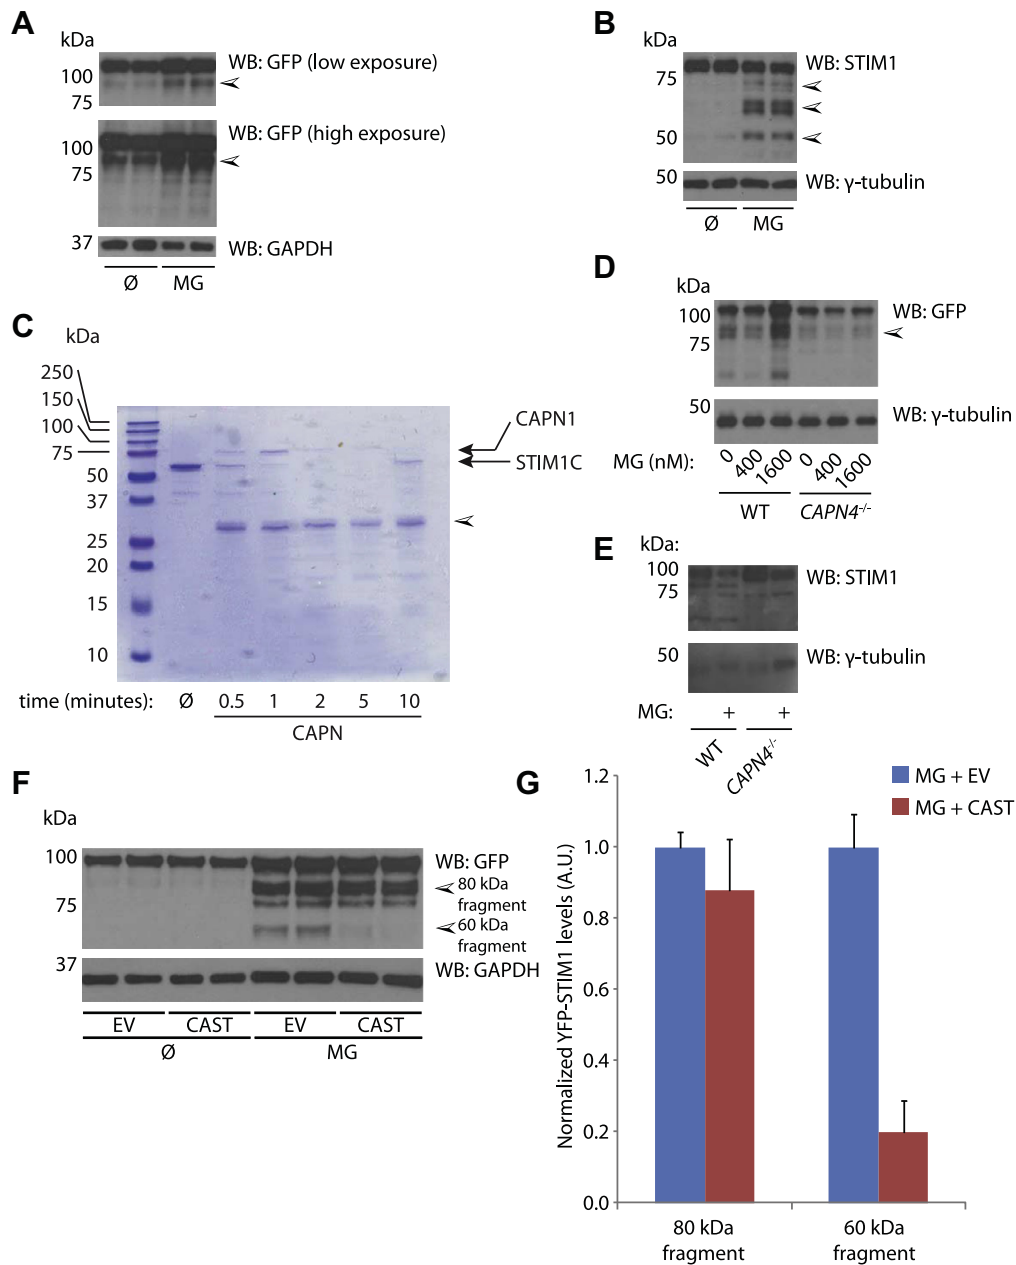 A
kDa
100
75
WB: GFP (low exposure)
100
75
WB: GFP (high exposure)
37
WB: GAPDH
Ø MG
B
kDa
75
WB: STIM1
50
50
WB: γ-tubulin
Ø MG
C
kDa
250
150
100
75
50
37
25
20
15
10
CAPN1
STIM1C
time (minutes): Ø 0.5 1 2 5 10
CAPN
D
kDa
100
75
WB: GFP
50
WB: γ-tubulin
MG (nM): 0 400 1600 0 400 1600
WT CAPN4-/-
E
kDa:
100
75
WB: STIM1
50
WB: γ-tubulin
MG: + +
WT CAPN4-/-
F
kDa
100
75
WB: GFP
80 kDa
fragment
60 kDa
fragment
37
WB: GAPDH
EV CAST EV CAST
Ø MG
G
MG + EV
MG + CAST
Normalized YFP-STIM1 levels (A.U.)
1.2
1.0
0.8
0.6
0.4
0.2
0.0
80 kDa
fragment
60 kDa
fragment